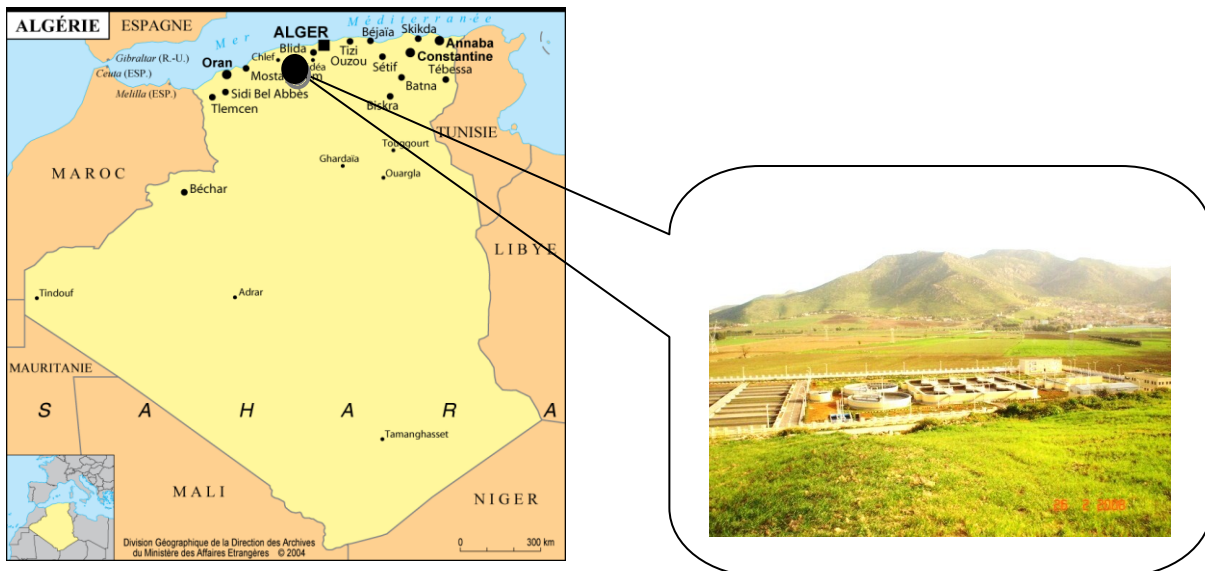 ALGÉRIE
ESPAGNE
Mer Méditerranée
Gibraltar (R.-U.)
Ceuta (ESP.)
Melilla (ESP.)
ALGER
Blida
Chlef
Oran
Sidi Bel Abbès
Tlemcen
Tizi
Ouzou
Béjaïa
Skikda
Annaba
Constantine
Sétif
Tébessa
Batna
Biskra
TUNISIE
MAROC
Touggourt
Ghardaïa
Ouargla
Béchar
LIBYE
Tindouf
Adrar
MAURITANIE
SAHARA
Tamanghasset
MALI
NIGER
Division Géographique de la Direction des Archives
du Ministère des Affaires Etrangères © 2004
0 300 km